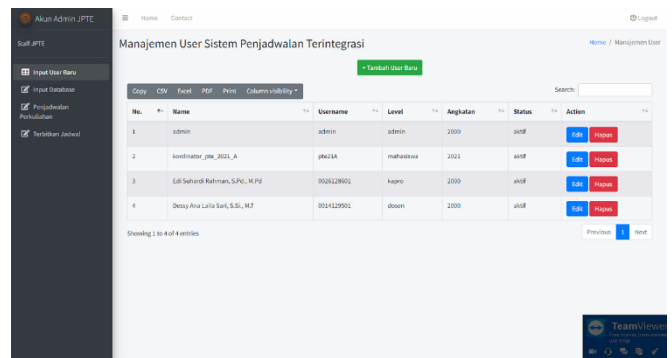 Akun Admin JPTE
Home Contact
Logout
Staff JPTE
Input User Baru
Input Database
Penjadwalan Perkuliahan
Terbitkan Jadwal
Manajemen User Sistem Penjadwalan Terintegrasi
Home / Manajemen User
+ Tambah User Baru
Copy CSV Excel PDF Print Column visibility
Search:
No. Name Username Level Angkatan Status Action
1 admin admin admin 2000 aktif Edit Hapus
2 kordinator_pte_2021_A pte21A mahasiswa 2021 aktif Edit Hapus
3 Edi Suhardi Rahman, S.Pd., M.Pd 0026128601 kapro 2000 aktif Edit Hapus
4 Dessy Ana Laila Sari, S.Si., M.T 0014129501 dosen 2000 aktif Edit Hapus
Showing 1 to 4 of 4 entries
Previous 1 Next
TeamViewer